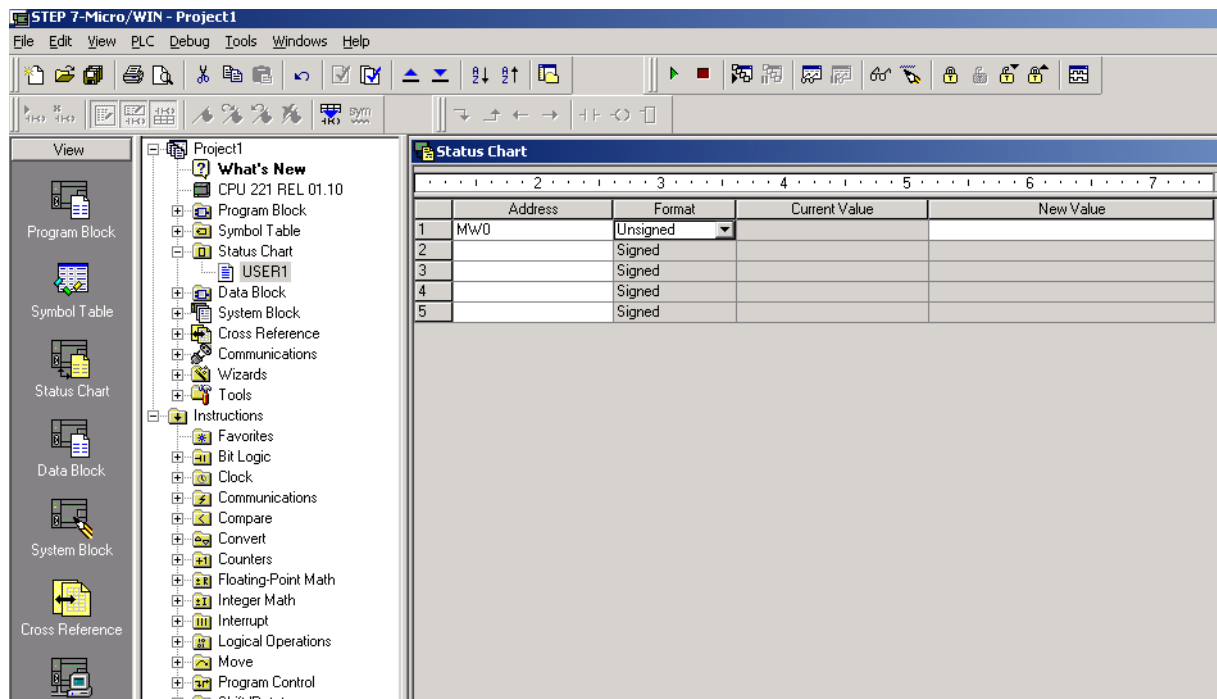 STEP 7-Micro/WIN - Project1
File Edit View PLC Debug Tools Windows Help
sym
View
Program Block
Symbol Table
Status Chart
Data Block
System Block
Cross Reference
Project1
What's New
CPU 221 REL 01.10
Program Block
Symbol Table
Status Chart
USER1
Data Block
System Block
Cross Reference
Communications
Wizards
Tools
Instructions
Favorites
Bit Logic
Clock
Communications
Compare
Convert
Counters
Floating-Point Math
Integer Math
Interrupt
Logical Operations
Move
Program Control
Status Chart
2 3 4 5 6 7
Address Format Current Value New Value
1 MW0 Unsigned
2 Signed
3 Signed
4 Signed
5 Signed